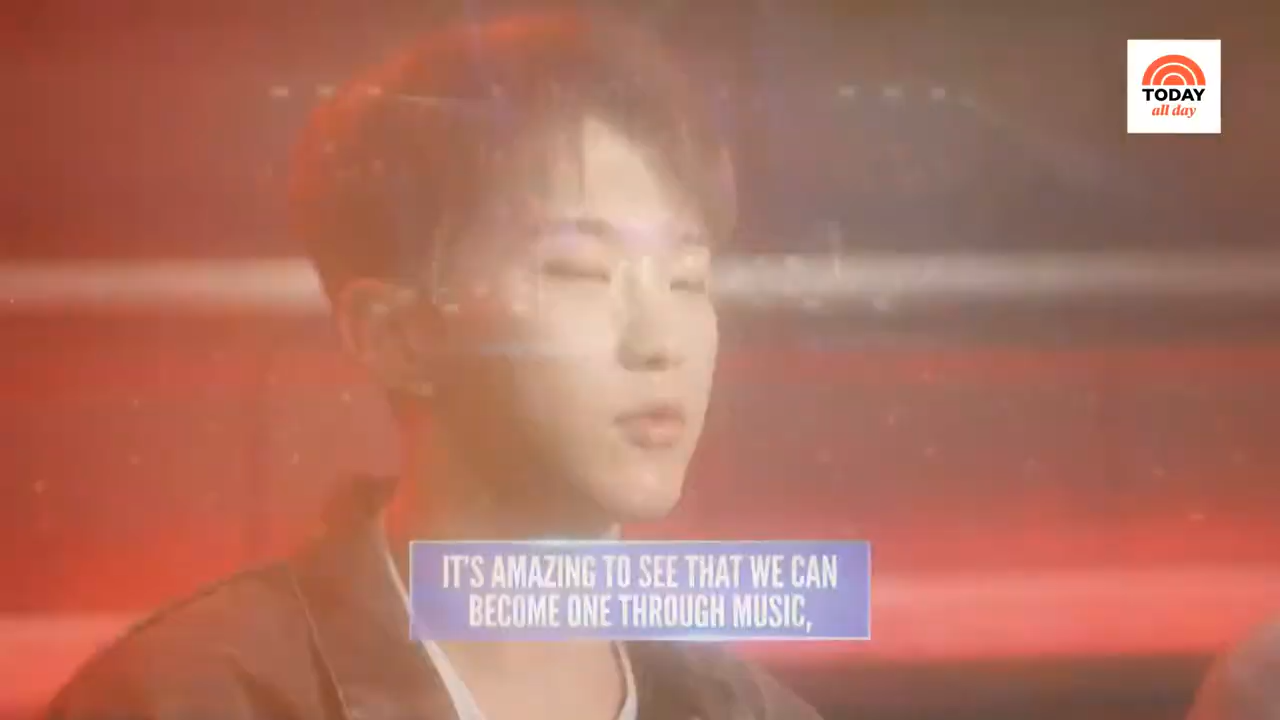 TODAY
all day
IT'S AMAZING TO SEE THAT WE CAN
BECOME ONE THROUGH MUSIC,